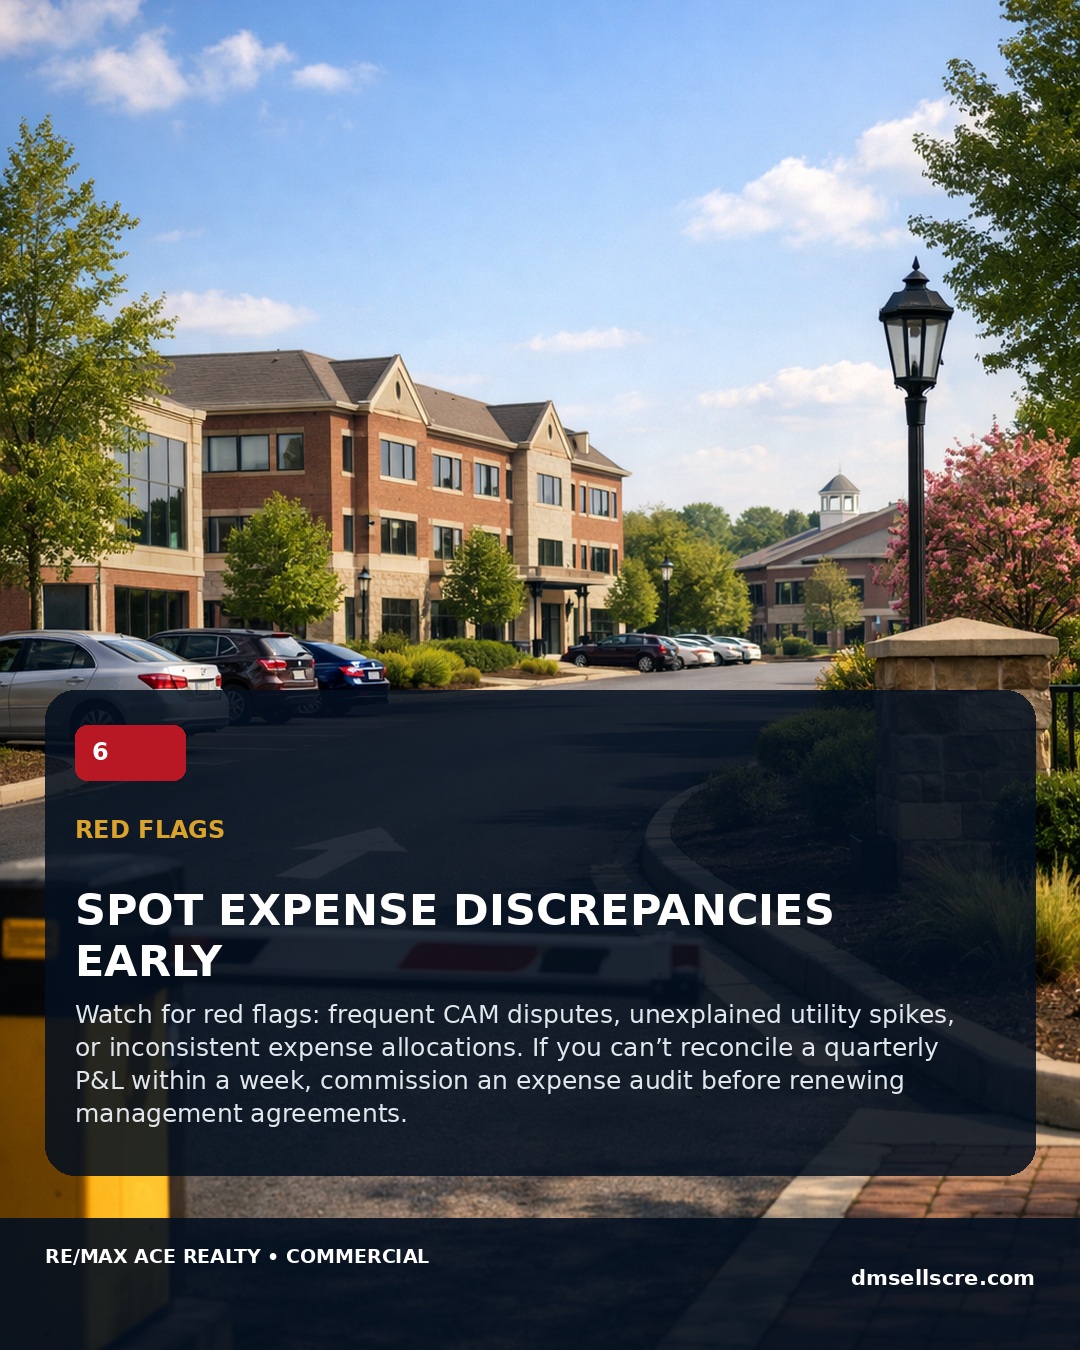 6
RED FLAGS
SPOT EXPENSE DISCREPANCIES
EARLY
Watch for red flags: frequent CAM disputes, unexplained utility spikes,
or inconsistent expense allocations. If you can’t reconcile a quarterly
P&L within a week, commission an expense audit before renewing
management agreements.
RE/MAX ACE REALTY • COMMERCIAL
dmsellscre.com